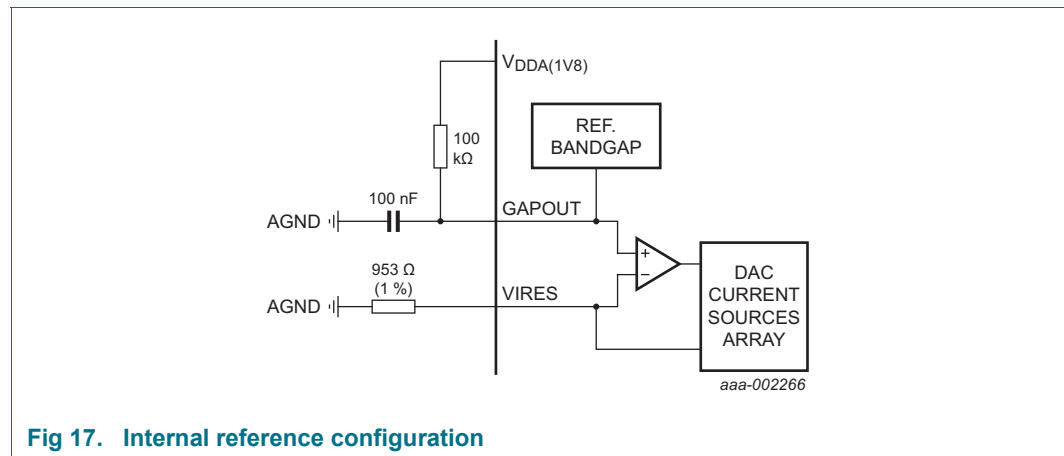 VDDA(1V8)
100
kΩ
REF.
BANDGAP
100 nF
AGND
GAPOUT
+
953 Ω
(1 %)
−
DAC
CURRENT
SOURCES
ARRAY
AGND
VIRES
aaa-002266
Fig 17. Internal reference configuration